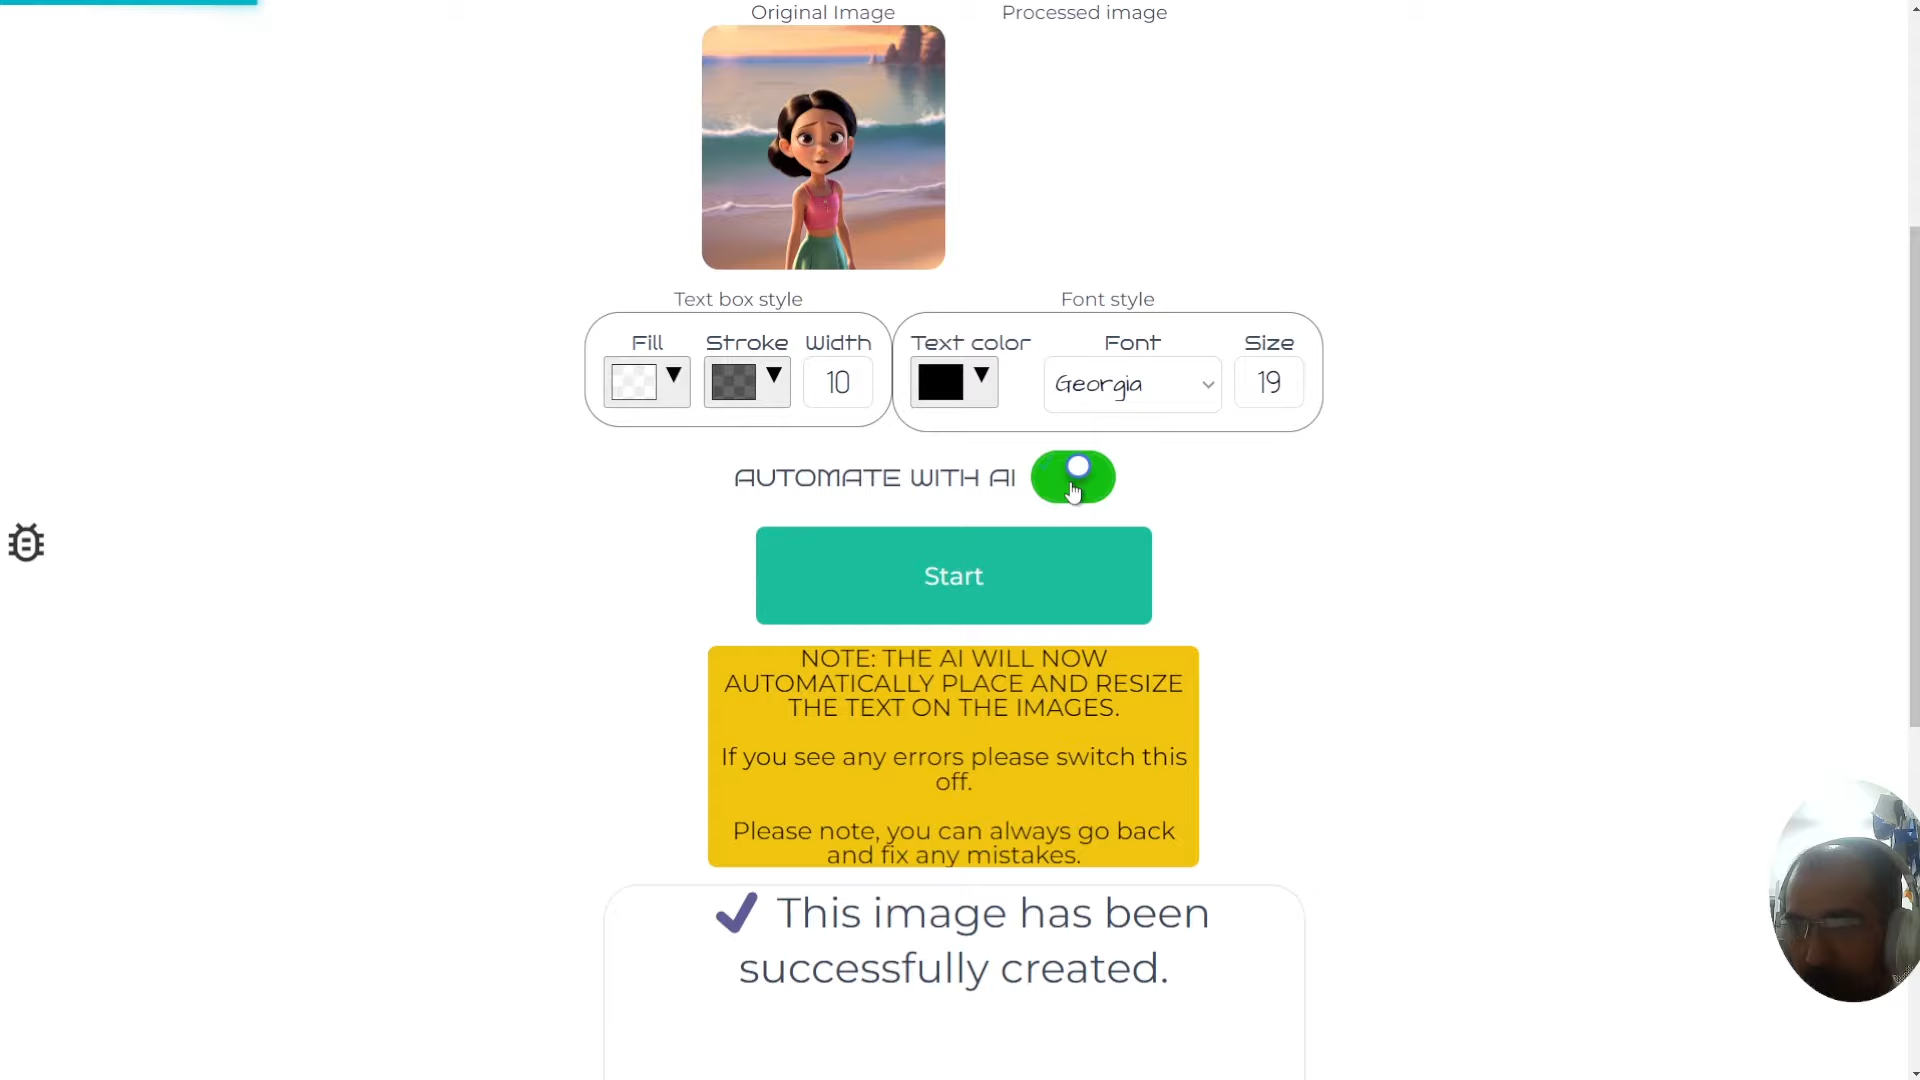 Original Image Processed image
Text box style Font style
Fill Stroke Width Text color Font Size
10 Georgia 19
AUTOMATE WITH AI
Start
NOTE: THE AI WILL NOW
AUTOMATICALLY PLACE AND RESIZE
THE TEXT ON THE IMAGES.
If you see any errors please switch this
off.
Please note, you can always go back
and fix any mistakes.
This image has been
successfully created.